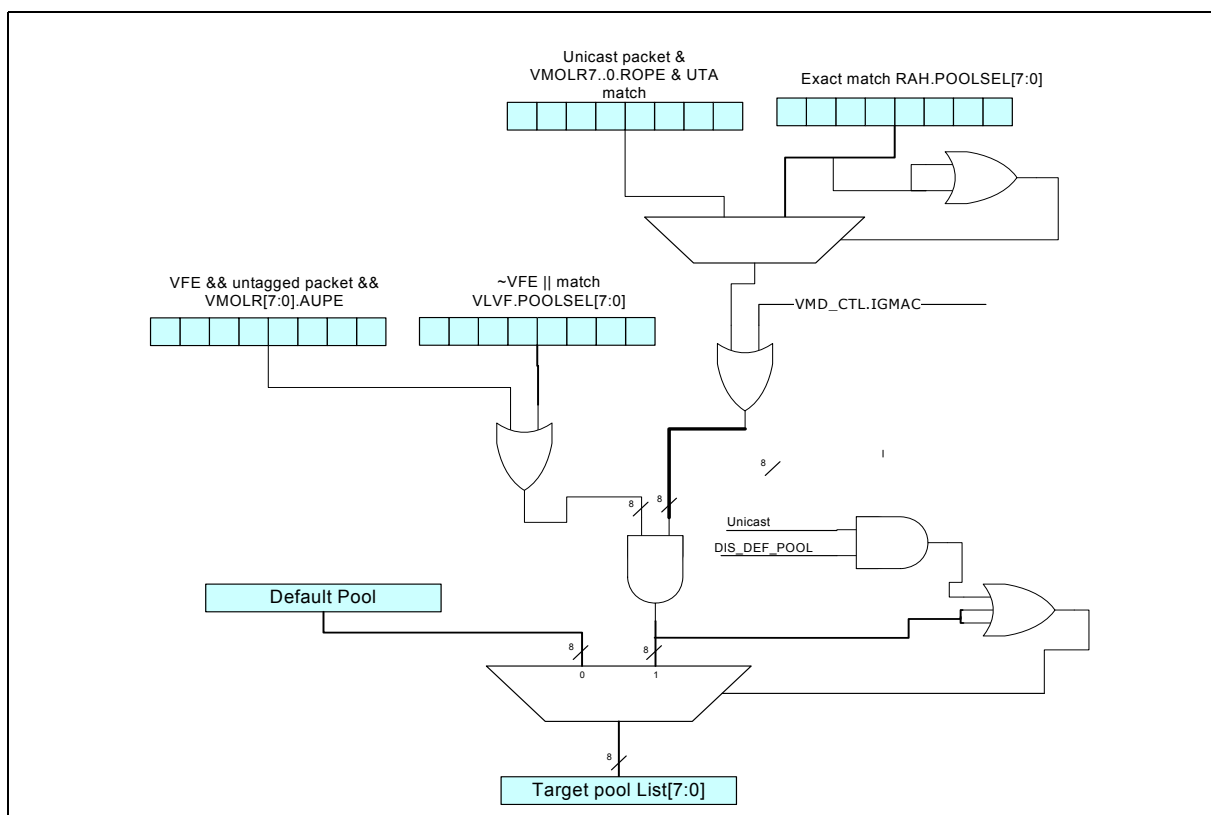 Unicast packet &
VMOLR7..0.ROPE & UTA
match
Exact match RAH.POOLSEL[7:0]
VFE && untagged packet &&
VMOLR[7:0].AUPE
~VFE || match
VLVF.POOLSEL[7:0]
VMD_CTL.IGMAC
8
I
8
8
Unicast
DIS_DEF_POOL
Default Pool
8
8
0
1
8
Target pool List[7:0]